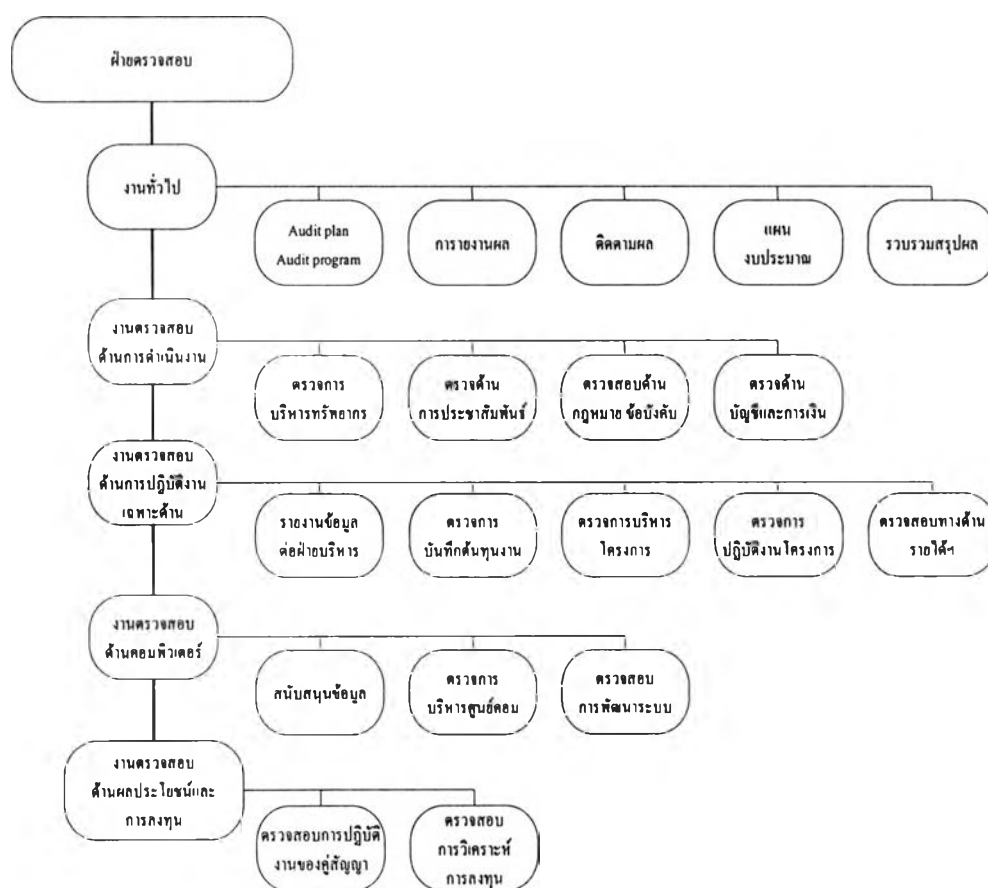 ฝ่ายตรวจสอบ
งานทั่วไป
Audit plan
Audit program
การายงานผล
ติดตามผล
แผน
งบประมาณ
รวบรวมสรุปผล
งานตรวจสอบ
ด้านการดำเนินงาน
ตรวจการ
บริหารทรัพยากร
ตรวจด้าน
การประชาสัมพันธ์
ตรวจสอบด้าน
กฎหมาย ข้อบังคับ
ตรวจด้าน
บัญชีและการเงิน
งานตรวจสอบ
ด้านการปฏิบัติงาน
เฉพาะด้าน
รายงานข้อมูล
ต่อฝ่ายบริหาร
ตรวจการ
บันทึกต้นทุนงาน
ตรวจการบริหาร
โครงการ
ตรวจการ
ปฏิบัติงานโครงการ
ตรวจสอบทางด้าน
รายได้ฯ
งานตรวจสอบ
ด้านคอมพิวเตอร์
สนับสนุนข้อมูล
ตรวจการ
บริหารศูนย์คอม
ตรวจสอบ
การพัฒนาระบบ
งานตรวจสอบ
ด้านผลประโยชน์และ
การลงทุน
ตรวจสอบการปฏิบัติ
งานของคู่สัญญา
ตรวจสอบ
การวิเคราะห์
การลงทุน